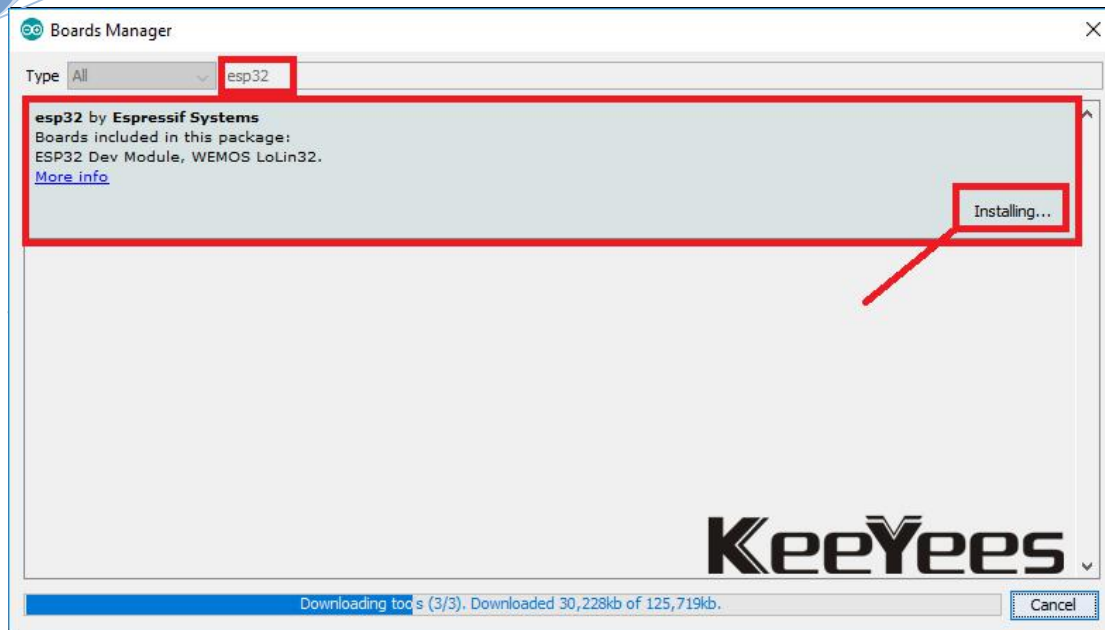 Boards Manager
Type All esp32
esp32 by Espressif Systems
Boards included in this package:
ESP32 Dev Module, WEMOS LoLin32.
More info
Installing...
KeeYees
Downloading tools (3/3). Downloaded 30,228kb of 125,719kb.
Cancel